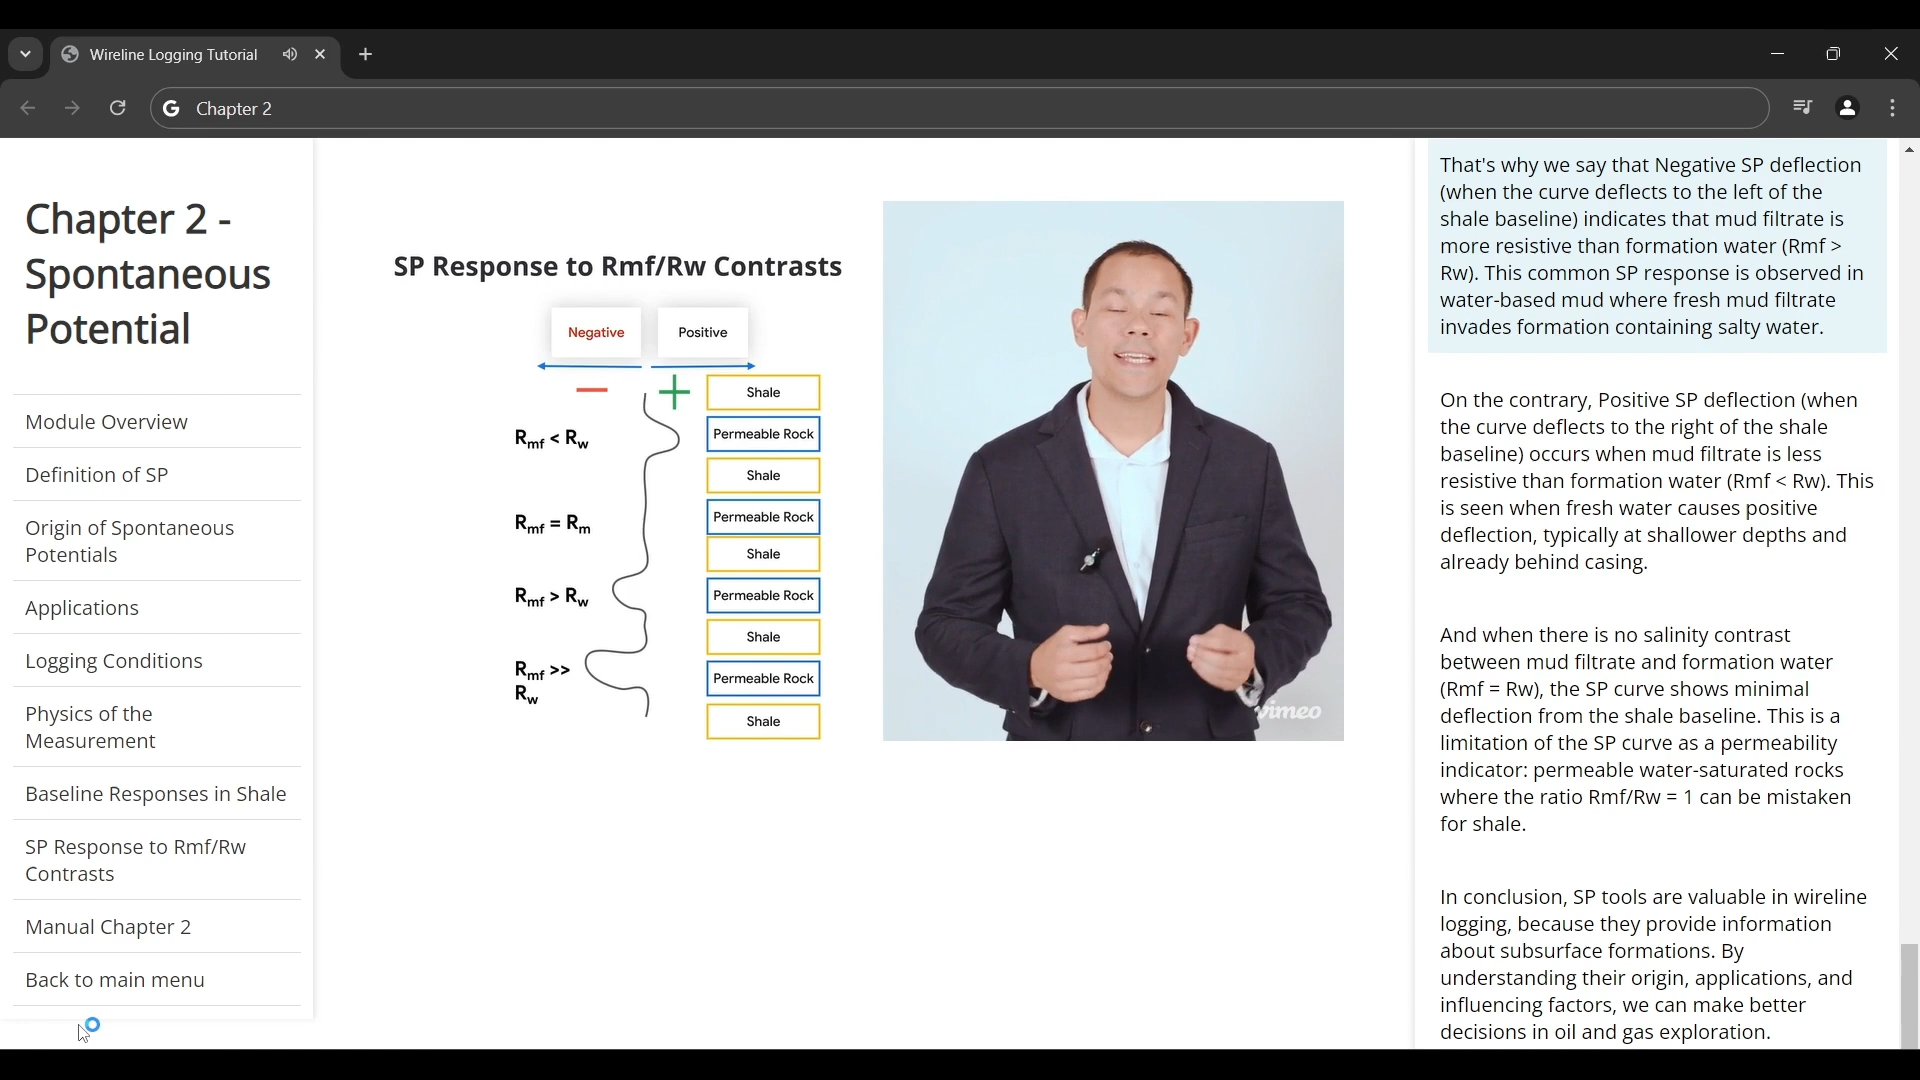 Wireline Logging Tutorial
Chapter 2
Chapter 2 -
Spontaneous
Potential
Module Overview
Definition of SP
Origin of Spontaneous
Potentials
Applications
Logging Conditions
Physics of the
Measurement
Baseline Responses in Shale
SP Response to Rmf/Rw
Contrasts
Manual Chapter 2
Back to main menu
SP Response to Rmf/Rw Contrasts
Negative
Positive
Shale
Rmf < Rw
Permeable Rock
Shale
Rmf = Rm
Permeable Rock
Shale
Rmf > Rw
Permeable Rock
Shale
Rmf >>
Rw
Permeable Rock
Shale
vimeo
That's why we say that Negative SP deflection
(when the curve deflects to the left of the
shale baseline) indicates that mud filtrate is
more resistive than formation water (Rmf >
Rw). This common SP response is observed in
water-based mud where fresh mud filtrate
invades formation containing salty water.
On the contrary, Positive SP deflection (when
the curve deflects to the right of the shale
baseline) occurs when mud filtrate is less
resistive than formation water (Rmf < Rw). This
is seen when fresh water causes positive
deflection, typically at shallower depths and
already behind casing.
And when there is no salinity contrast
between mud filtrate and formation water
(Rmf = Rw), the SP curve shows minimal
deflection from the shale baseline. This is a
limitation of the SP curve as a permeability
indicator: permeable water-saturated rocks
where the ratio Rmf/Rw = 1 can be mistaken
for shale.
In conclusion, SP tools are valuable in wireline
logging, because they provide information
about subsurface formations. By
understanding their origin, applications, and
influencing factors, we can make better
decisions in oil and gas exploration.